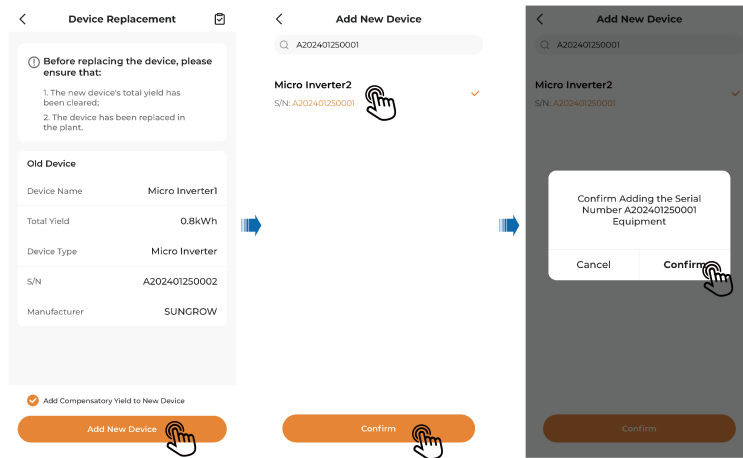 Device Replacement
Before replacing the device, please
ensure that:
1. The new device's total yield has
been cleared;
2. The device has been replaced in
the plant.
Old Device
Device Name Micro Inverter1
Total Yield 0.8kWh
Device Type Micro Inverter
S/N A202401250002
Manufacturer SUNGROW
Add Compensatory Yield to New Device
Add New Device
Add New Device
A202401250001
Micro Inverter2
S/N: A202401250001
Confirm
Add New Device
A202401250001
Micro Inverter2
S/N: A202401250001
Confirm Adding the Serial
Number A202401250001
Equipment
Cancel Confirm
Confirm